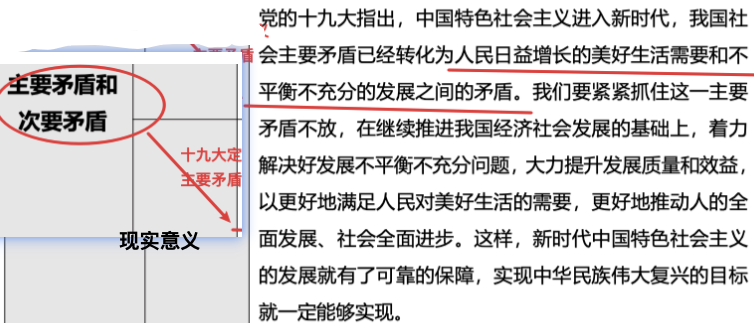 主要矛盾和
次要矛盾
十九大定
主要矛盾
现实意义
党的十九大指出，中国特色社会主义进入新时代，我国社
会主要矛盾已经转化为人民日益增长的美好生活需要和不
平衡不充分的发展之间的矛盾。我们要紧紧抓住这一主要
矛盾不放，在继续推进我国经济社会发展的基础上，着力
解决好发展不平衡不充分问题，大力提升发展质量和效益，
以更好地满足人民对美好生活的需要，更好地推动人的全
面发展、社会全面进步。这样，新时代中国特色社会主义
的发展就有了可靠的保障，实现中华民族伟大复兴的目标
就一定能够实现。